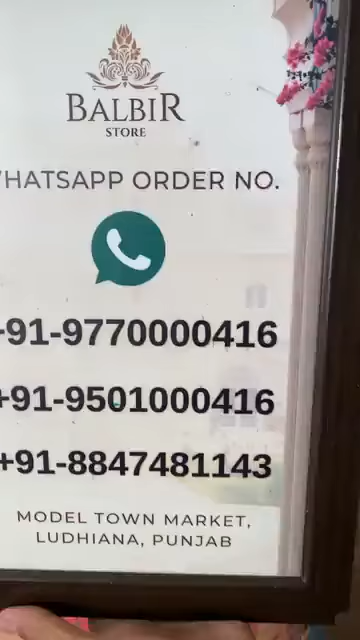 BALBIR
STORE
WHATSAPP ORDER NO.
+91-9770000416
+91-9501000416
+91-8847481143
MODEL TOWN MARKET,
LUDHIANA, PUNJAB